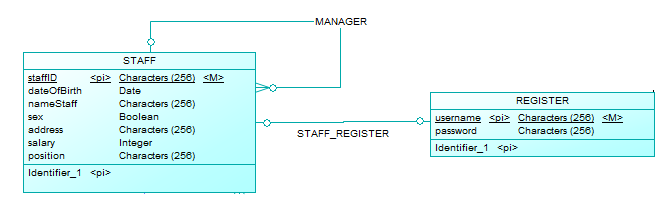 MANAGER
STAFF
staffID <pi> Characters (256) <M>
dateOfBirth Date
nameStaff Characters (256)
sex Boolean
address Characters (256)
salary Integer
position Characters (256)
Identifier_1 <pi>
STAFF_REGISTER
REGISTER
username <pi> Characters (256) <M>
password Characters (256)
Identifier_1 <pi>